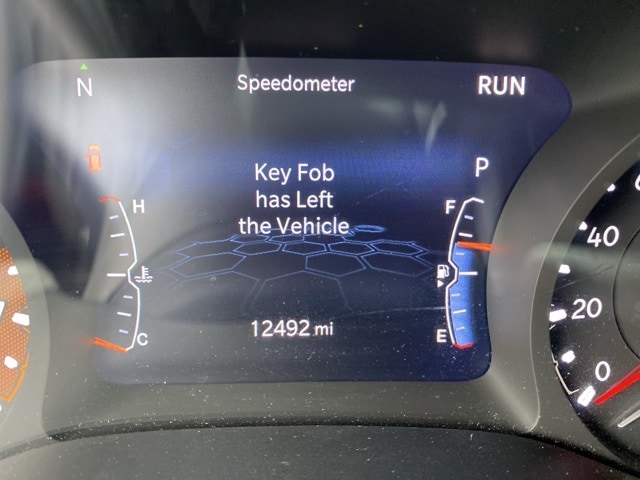 N Speedometer RUN
P
Key Fob
has Left
the Vehicle
H F
C E
12492 mi
40
20
0